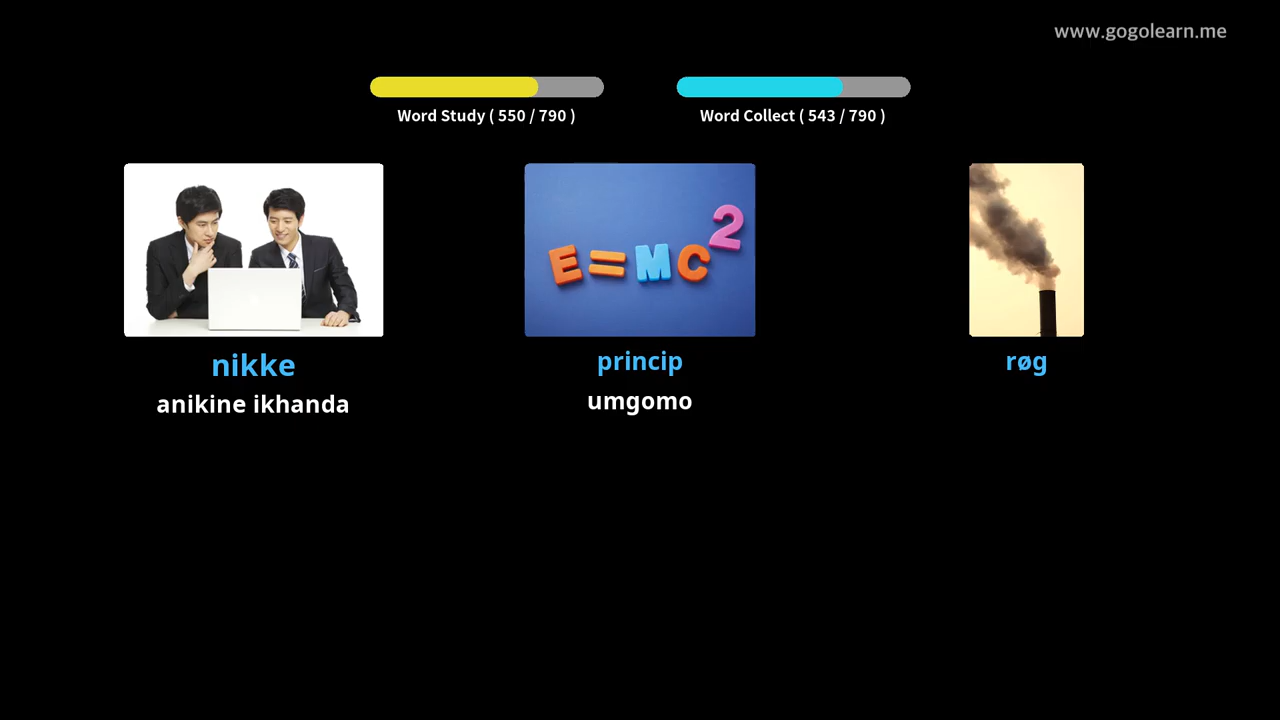 www.gogolearn.me
Word Study ( 550 / 790 )
Word Collect ( 543 / 790 )
E=MC2
nikke
princip
røg
anikine ikhanda
umgomo